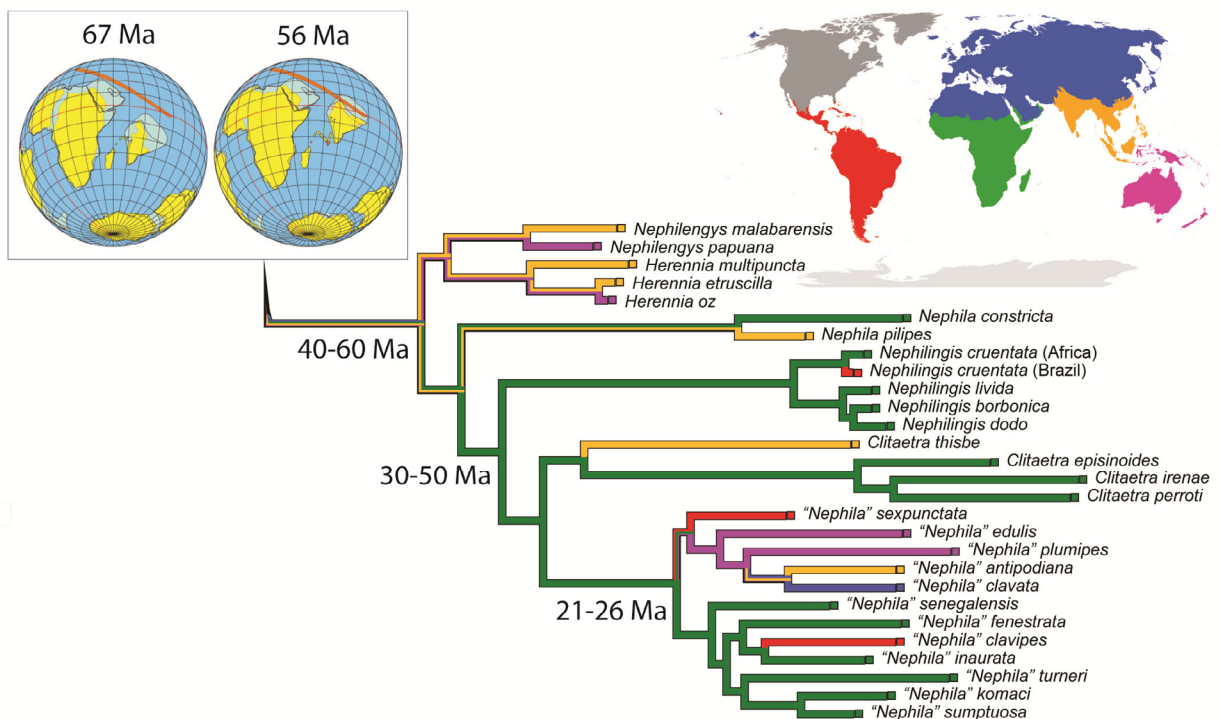 67 Ma
56 Ma
Nephilengys malabarensis
Nephilengys papuana
Herennia multipuncta
Herennia etruscilla
Herennia oz
Nephila constricta
40-60 Ma
Nephila pilipes
Nephilingis cruentata (Africa)
Nephilingis cruentata (Brazil)
Nephilingis livida
Nephilingis borbonica
Nephilingis dodo
Clitaetra thisbe
30-50 Ma
Clitaetra episinoides
Clitaetra irenae
Clitaetra perroti
“Nephila” sexpunctata
“Nephila” edulis
“Nephila” plumipes
“Nephila” antipodiana
“Nephila” clavata
21-26 Ma
“Nephila” senegalensis
“Nephila” fenestrata
“Nephila” clavipes
“Nephila” inaurata
“Nephila” turneri
“Nephila” komaci
“Nephila” sumptuosa